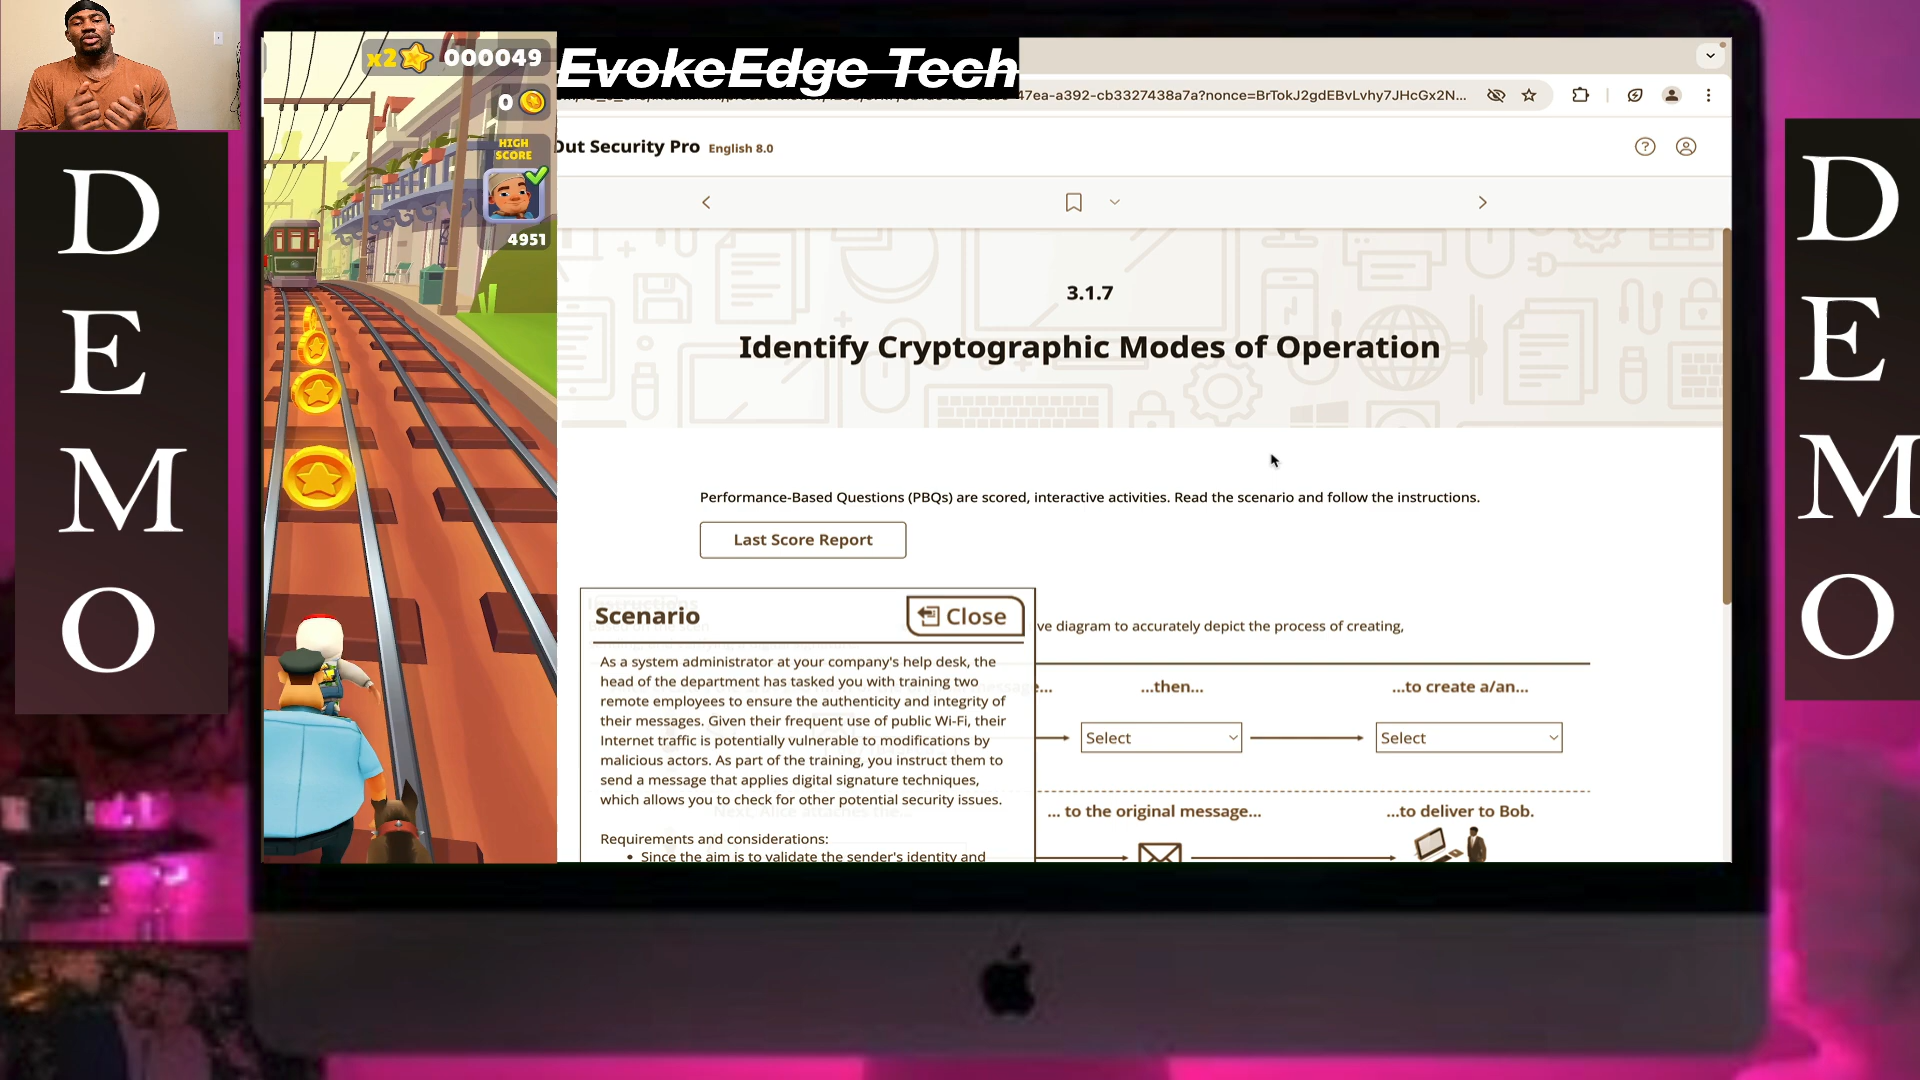 D
E
M
O
x2 000049
0
HIGH
SCORE
4951
EvokeEdge Tech
47ea-a392-cb3327438a7a?nonce=BrTokJ2gdEBvLvhy7JHcGx2N...
Out Security Pro English 8.0
3.1.7
Identify Cryptographic Modes of Operation
Performance-Based Questions (PBQs) are scored, interactive activities. Read the scenario and follow the instructions.
Last Score Report
Scenario
Close
As a system administrator at your company's help desk, the
head of the department has tasked you with training two
remote employees to ensure the authenticity and integrity of
their messages. Given their frequent use of public Wi-Fi, their
Internet traffic is potentially vulnerable to modifications by
malicious actors. As part of the training, you instruct them to
send a message that applies digital signature techniques,
which allows you to check for other potential security issues.
Requirements and considerations:
• Since the aim is to validate the sender's identity and
ve diagram to accurately depict the process of creating,
...then...
...to create a/an...
Select
Select
Next, Alice attaches the...
... to the original message...
...to deliver to Bob.
D
E
M
O